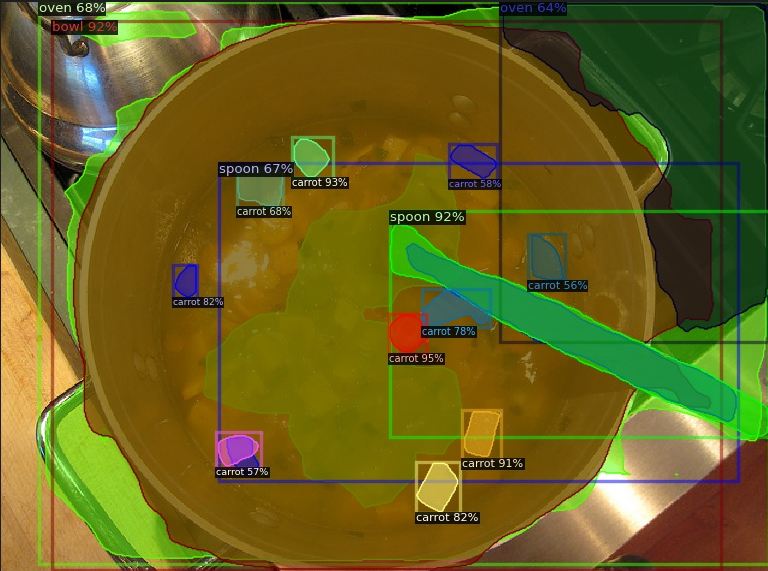 oven 68%
oven 64%
bowl 92%
carrot 93%
carrot 58%
spoon 67%
carrot 68%
spoon 92%
carrot 56%
carrot 82%
carrot 78%
carrot 95%
carrot 91%
carrot 57%
carrot 82%